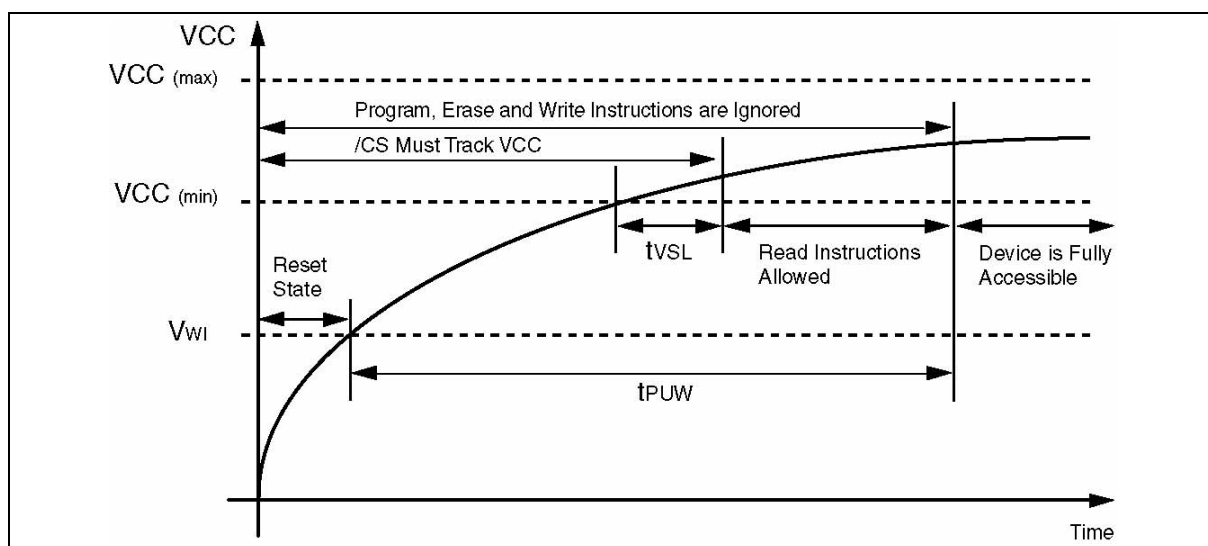 VCC
VCC (max)
Program, Erase and Write Instructions are Ignored
/CS Must Track VCC
VCC (min)
tVSL
Read Instructions
Allowed
Device is Fully
Accessible
Reset
State
VWI
tPUW
Time